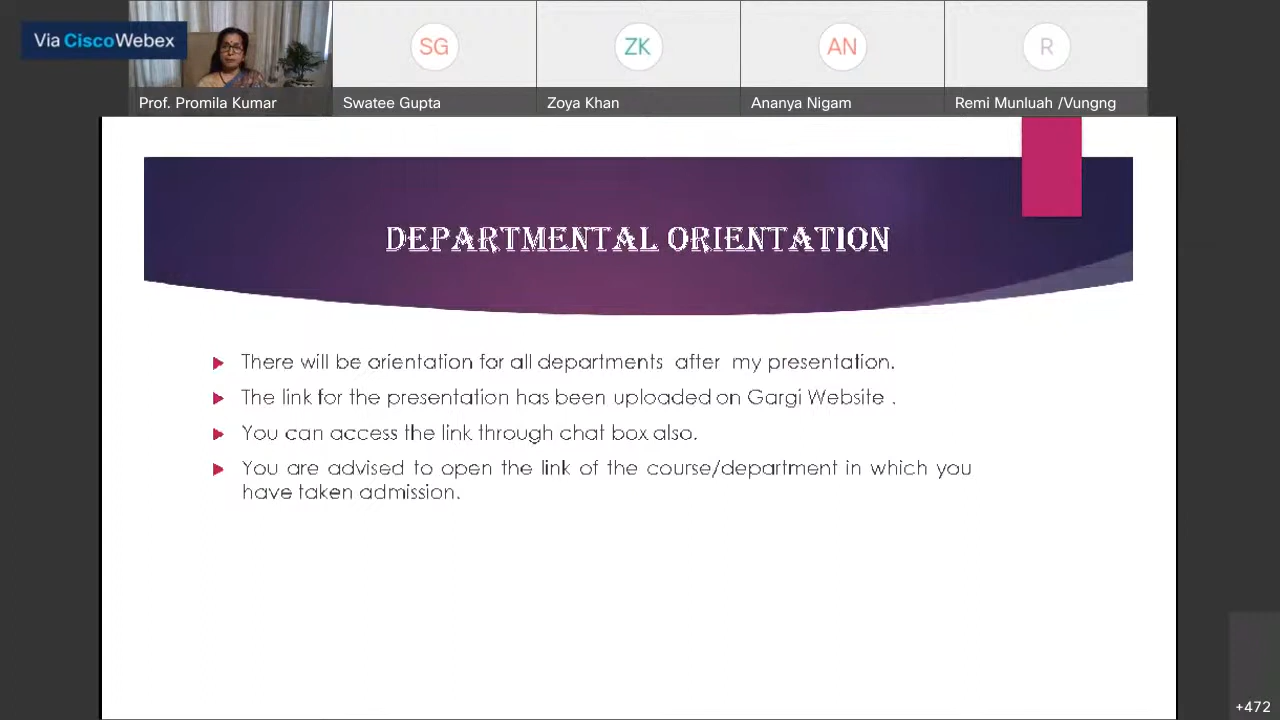 Via Cisco Webex
SG
ZK
AN
R
Prof. Promila Kumar
Swatee Gupta
Zoya Khan
Ananya Nigam
Remi Munluah /Vungng
DEPARTMENTAL ORIENTATION
There will be orientation for all departments after my presentation.
The link for the presentation has been uploaded on Gargi Website .
You can access the link through chat box also.
You are advised to open the link of the course/department in which you
have taken admission.
+472